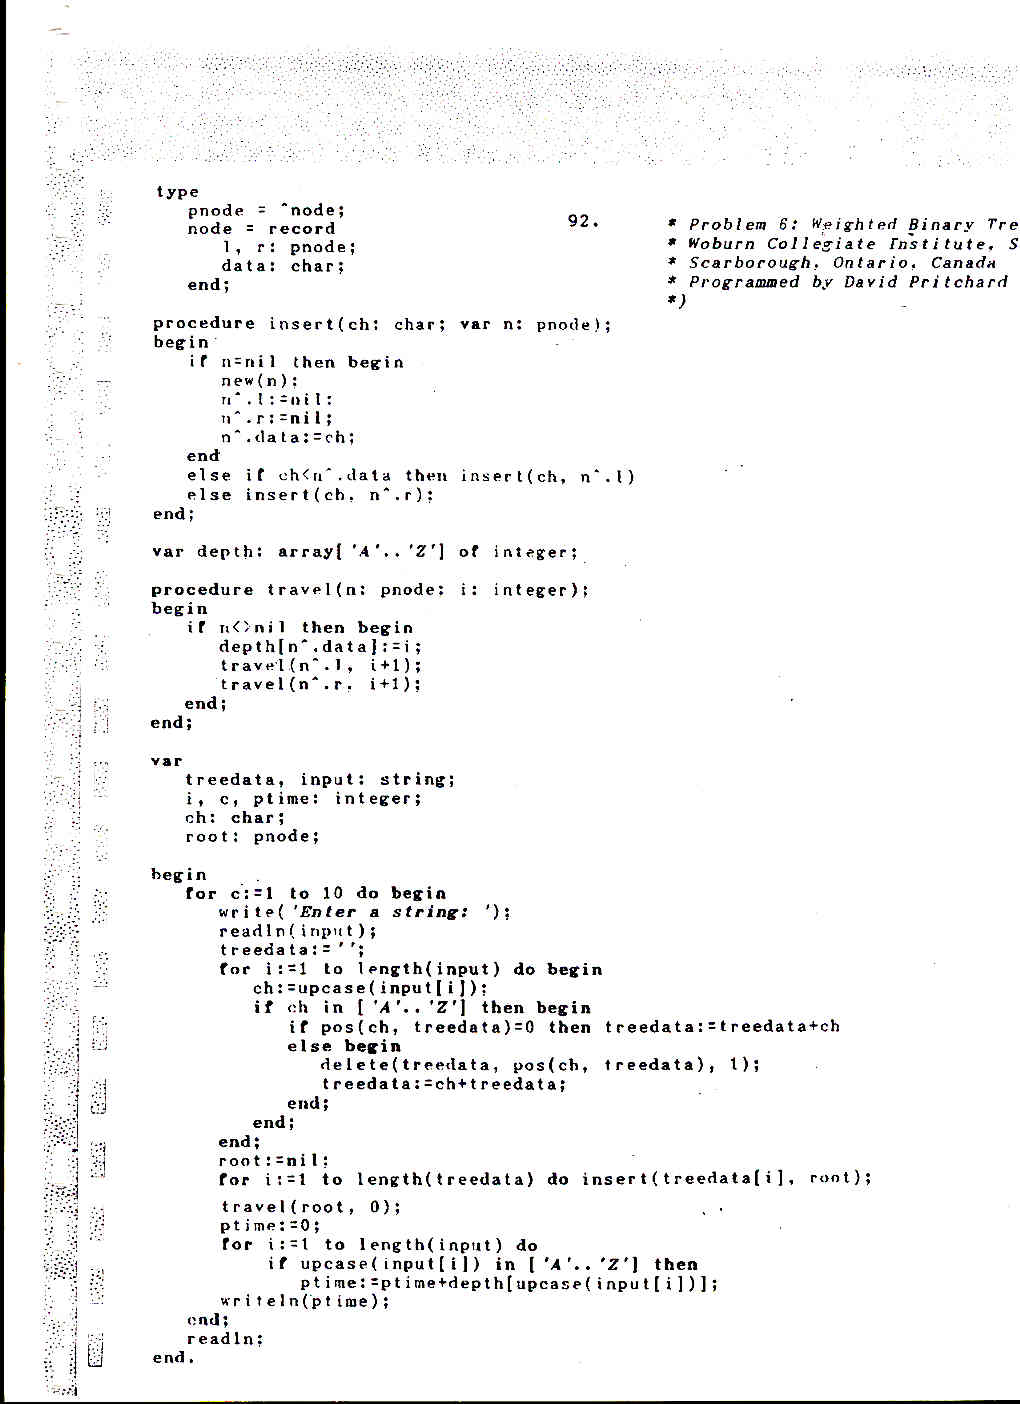 type
   pnode = ^node;
   node = record
      l, r: pnode;
      data: char;
   end;
92.
* Problem 6: Weighted Binary Tre
* Woburn Collegiate Institute, S
* Scarborough, Ontario, Canada
* Programmed by David Pritchard
*)
procedure insert(ch: char; var n: pnode);
begin
   if n=nil then begin
      new(n);
      n^.l:=nil;
      n^.r:=nil;
      n^.data:=ch;
   end
   else if ch<n^.data then insert(ch, n^.l)
   else insert(ch, n^.r);
end;
var depth: array['A'..'Z'] of integer;
procedure travel(n: pnode; i: integer);
begin
   if n<>nil then begin
      depth[n^.data]:=i;
      travel(n^.l, i+1);
      travel(n^.r, i+1);
   end;
end;
var
   treedata, input: string;
   i, c, ptime: integer;
   ch: char;
   root: pnode;
begin
   for c:=1 to 10 do begin
      write('Enter a string: ');
      readln(input);
      treedata:='';
      for i:=1 to length(input) do begin
         ch:=upcase(input[i]);
         if ch in ['A'..'Z'] then begin
            if pos(ch, treedata)=0 then treedata:=treedata+ch
            else begin
               delete(treedata, pos(ch, treedata), 1);
               treedata:=ch+treedata;
            end;
         end;
      end;
      root:=nil;
      for i:=1 to length(treedata) do insert(treedata[i], root);
      travel(root, 0);
      ptime:=0;
      for i:=1 to length(input) do
          if upcase(input[i]) in ['A'..'Z'] then
             ptime:=ptime+depth[upcase(input[i])];
      writeln(ptime);
   end;
   readln;
end.